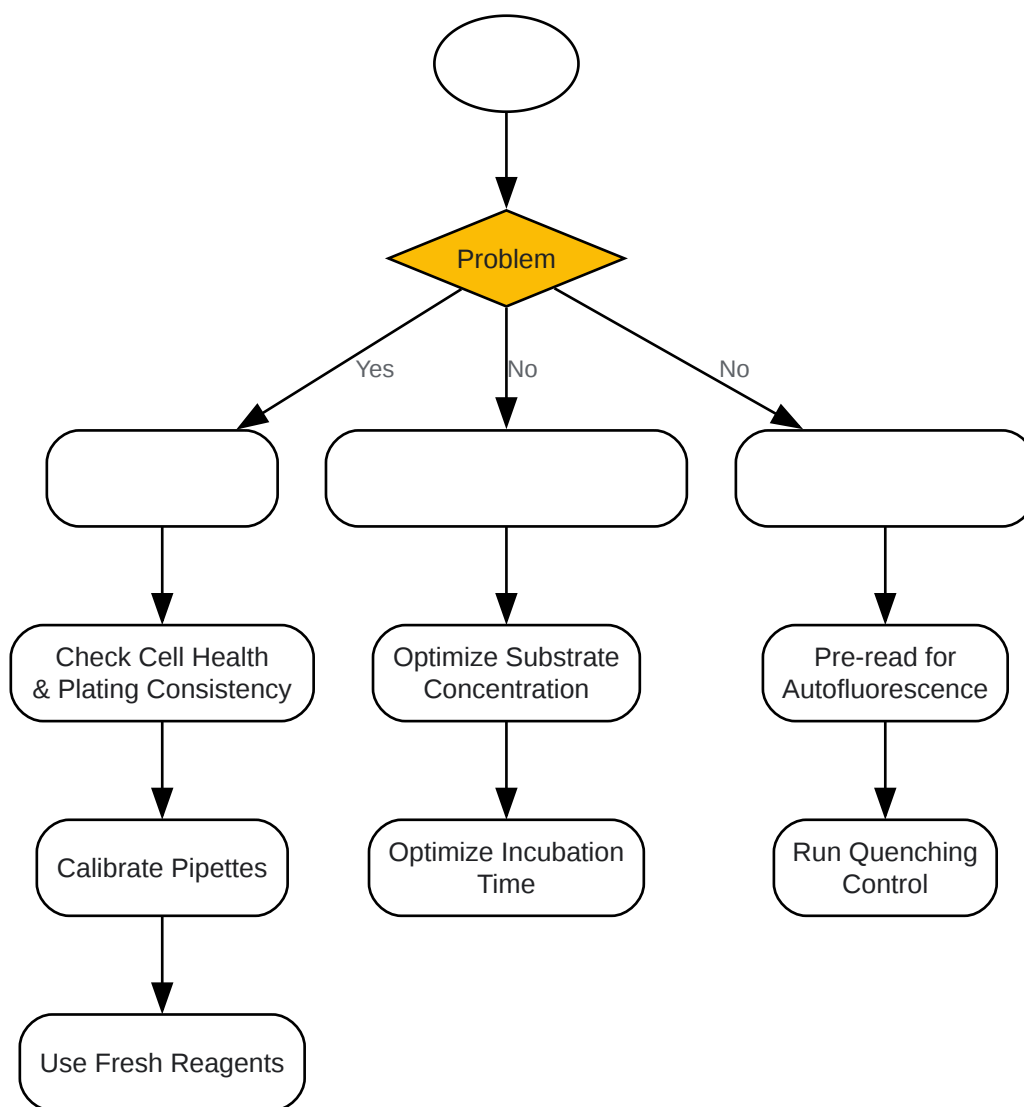 Problem
Yes
No
No
Check Cell Health
& Plating Consistency
Optimize Substrate
Concentration
Pre-read for
Autofluorescence
Calibrate Pipettes
Optimize Incubation
Time
Run Quenching
Control
Use Fresh Reagents